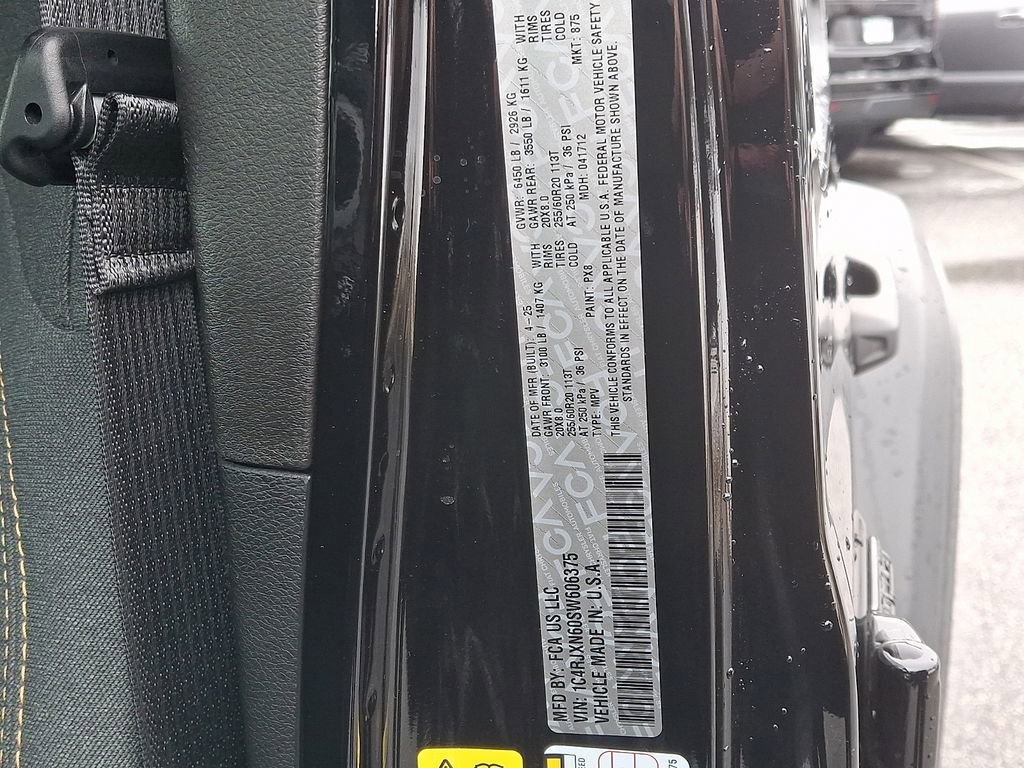 MFD BY: FCA US LLC
VIN: 1C4RJXN60SW606375
VEHICLE MADE IN: U.S.A.
DATE OF MFR (BUILT): 4-25
GAWR FRONT: 3100 LB / 1407 KG WITH
20X8.0 RIMS
255/60R20 113T TIRES
AT 250 kPa / 36 PSI COLD
TYPE: MPV PAINT: PX8
GVWR: 6450 LB / 2926 KG
GAWR REAR: 3550 LB / 1611 KG WITH
20X8.0 RIMS
255/60R20 113T TIRES
AT 250 kPa / 36 PSI COLD
MDH: 041712 MKT: 875
THIS VEHICLE CONFORMS TO ALL APPLICABLE U.S.A. FEDERAL MOTOR VEHICLE SAFETY
STANDARDS IN EFFECT ON THE DATE OF MANUFACTURE SHOWN ABOVE.